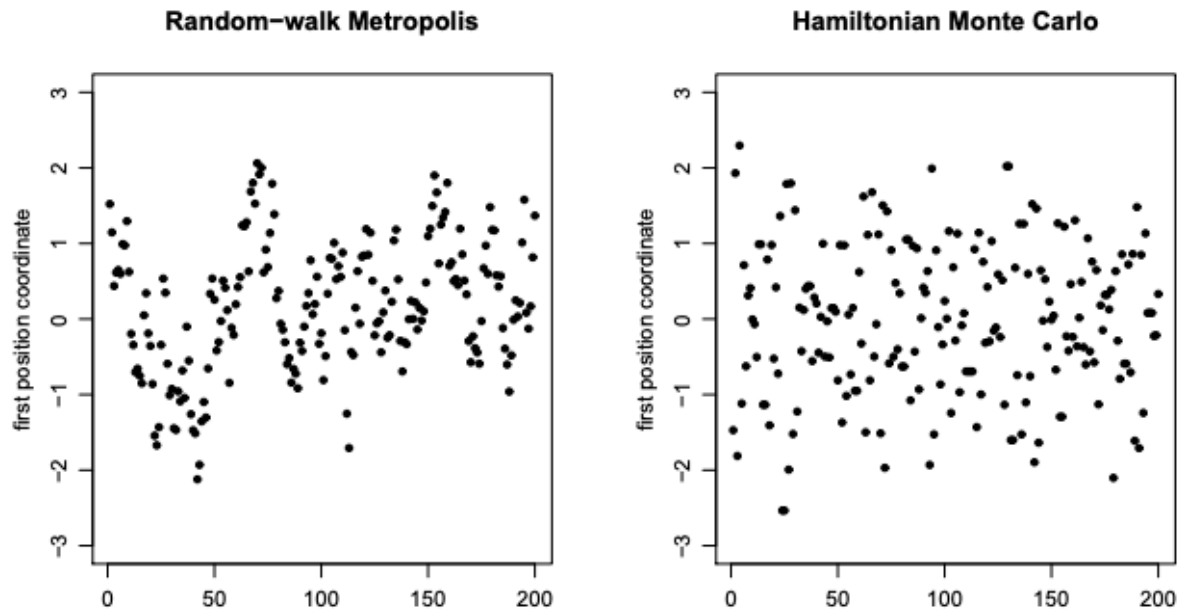 Random−walk Metropolis
first position coordinate
3
2
1
0
−1
−2
−3
0 50 100 150 200
Hamiltonian Monte Carlo
first position coordinate
3
2
1
0
−1
−2
−3
0 50 100 150 200